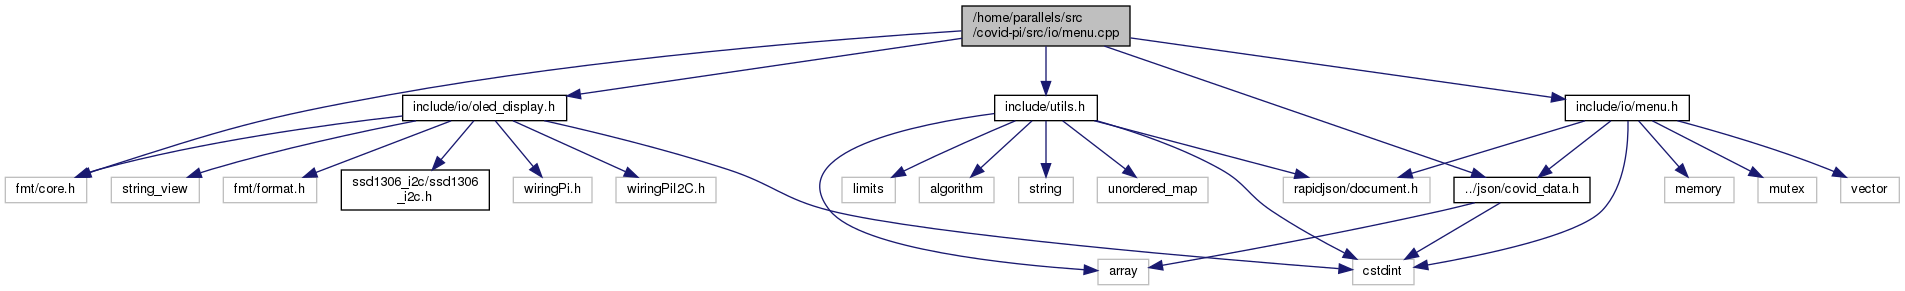 /home/parallels/src
/covid-pi/src/io/menu.cpp
include/io/oled_display.h
include/utils.h
include/io/menu.h
fmt/core.h
string_view
fmt/format.h
ssd1306_i2c/ssd1306
_i2c.h
wiringPi.h
wiringPiI2C.h
limits
algorithm
string
unordered_map
rapidjson/document.h
../json/covid_data.h
memory
mutex
vector
array
cstdint